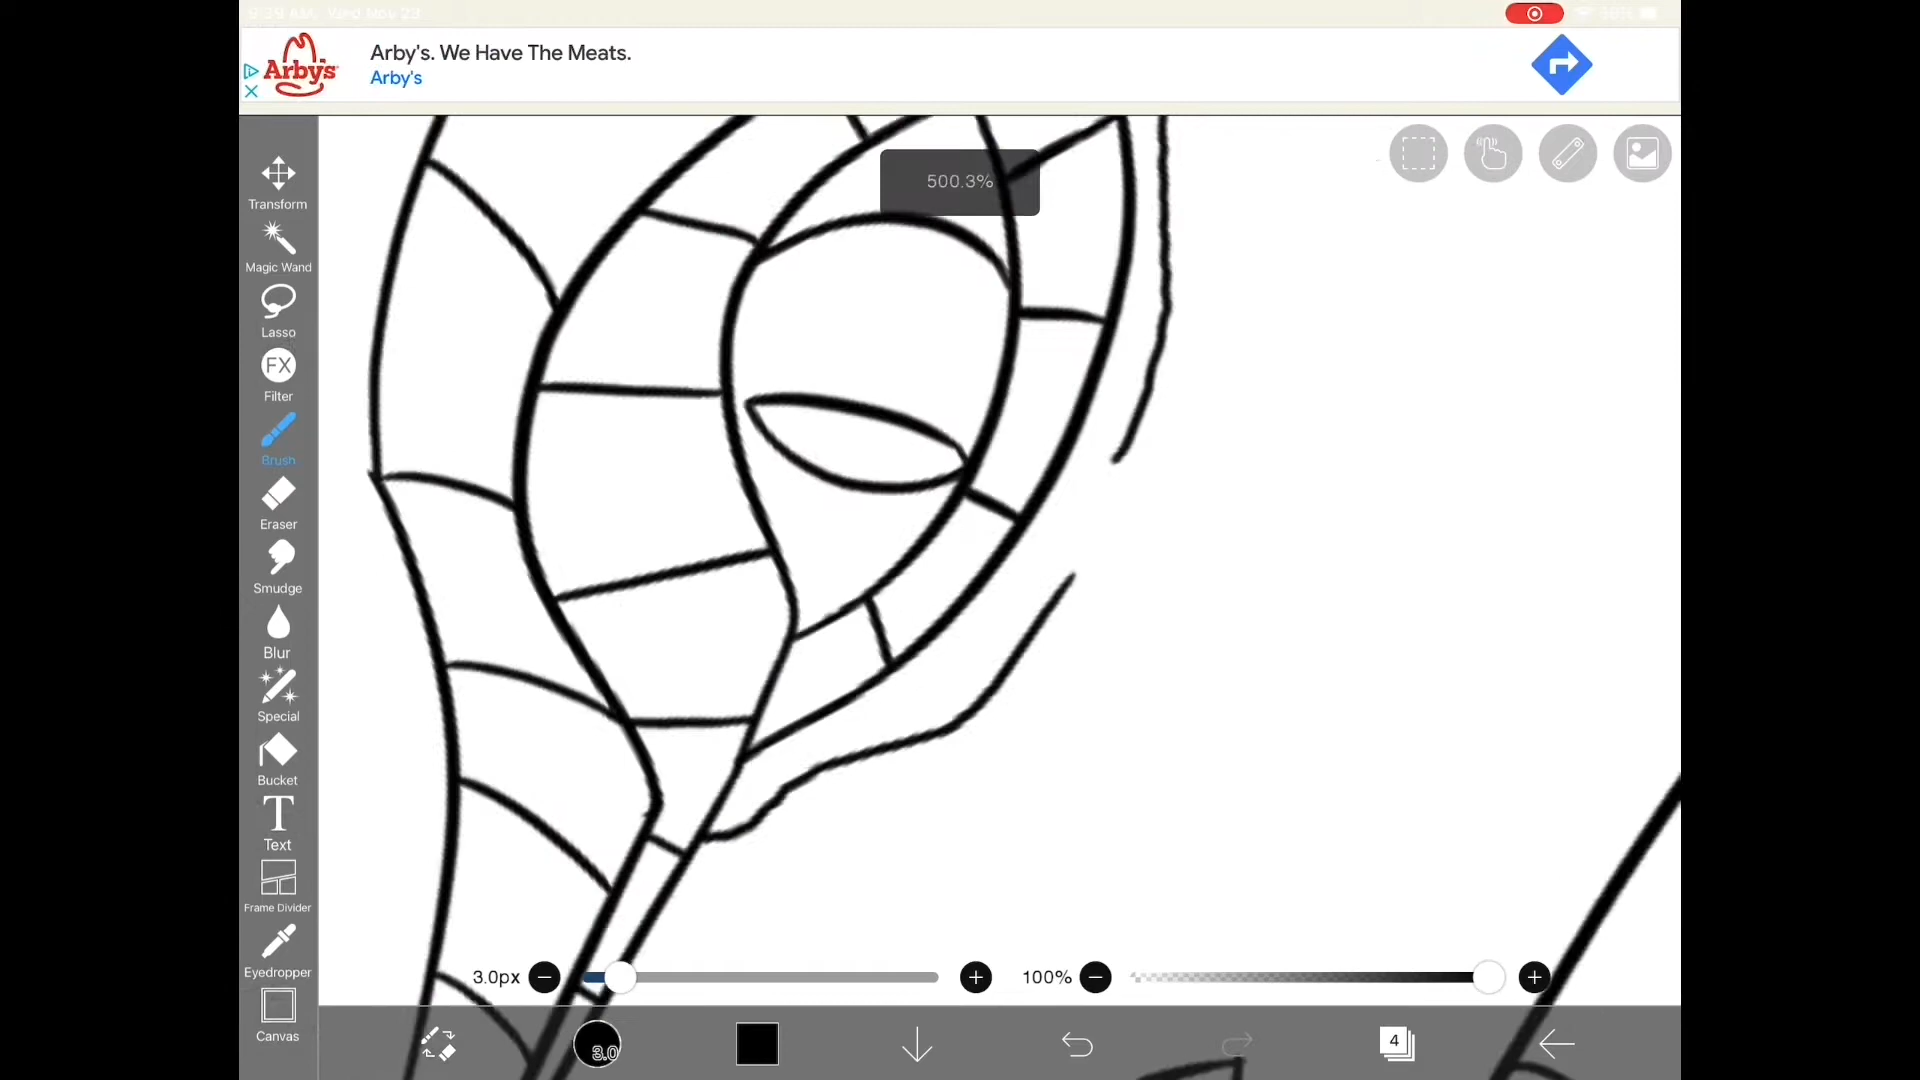 9:39 AM Wed Nov 23
Arby's
Arby's. We Have The Meats.
Arby's
500.3%
Transform
Magic Wand
Lasso
FX
Filter
Brush
Eraser
Smudge
Blur
Special
Bucket
T
Text
Frame Divider
Eyedropper
Canvas
3.0px
100%
3.0
4